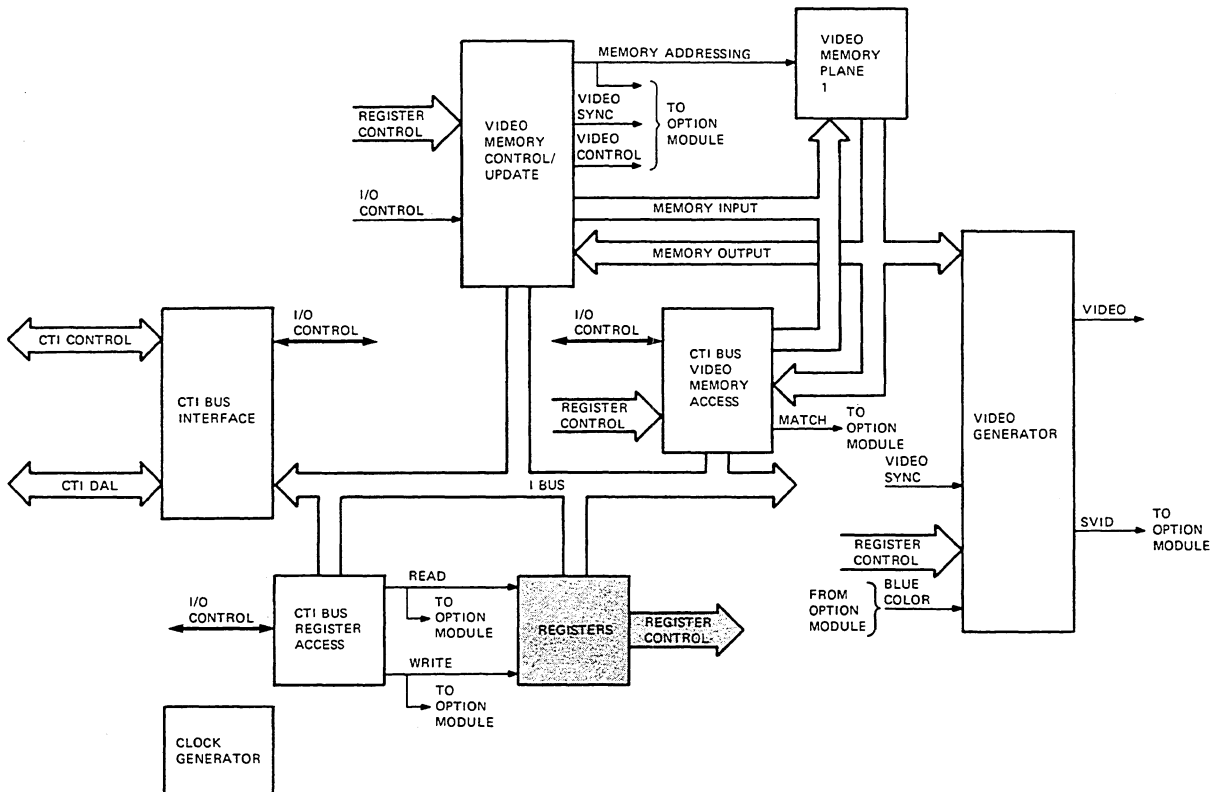 VIDEO
MEMORY
PLANE
1
MEMORY ADDRESSING
VIDEO
SYNC
VIDEO
CONTROL
TO
OPTION
MODULE
REGISTER
CONTROL
VIDEO
MEMORY
CONTROL/
UPDATE
I/O
CONTROL
MEMORY INPUT
MEMORY OUTPUT
CTI CONTROL
I/O
CONTROL
CTI BUS
INTERFACE
CTI DAL
I/O
CONTROL
CTI BUS
VIDEO
MEMORY
ACCESS
REGISTER
CONTROL
MATCH
TO
OPTION
MODULE
I BUS
VIDEO
GENERATOR
VIDEO
VIDEO
SYNC
SVID
TO
OPTION
MODULE
REGISTER
CONTROL
FROM
OPTION
MODULE
BLUE
COLOR
I/O
CONTROL
CTI BUS
REGISTER
ACCESS
READ
TO
OPTION
MODULE
WRITE
TO
OPTION
MODULE
REGISTERS
REGISTER
CONTROL
CLOCK
GENERATOR